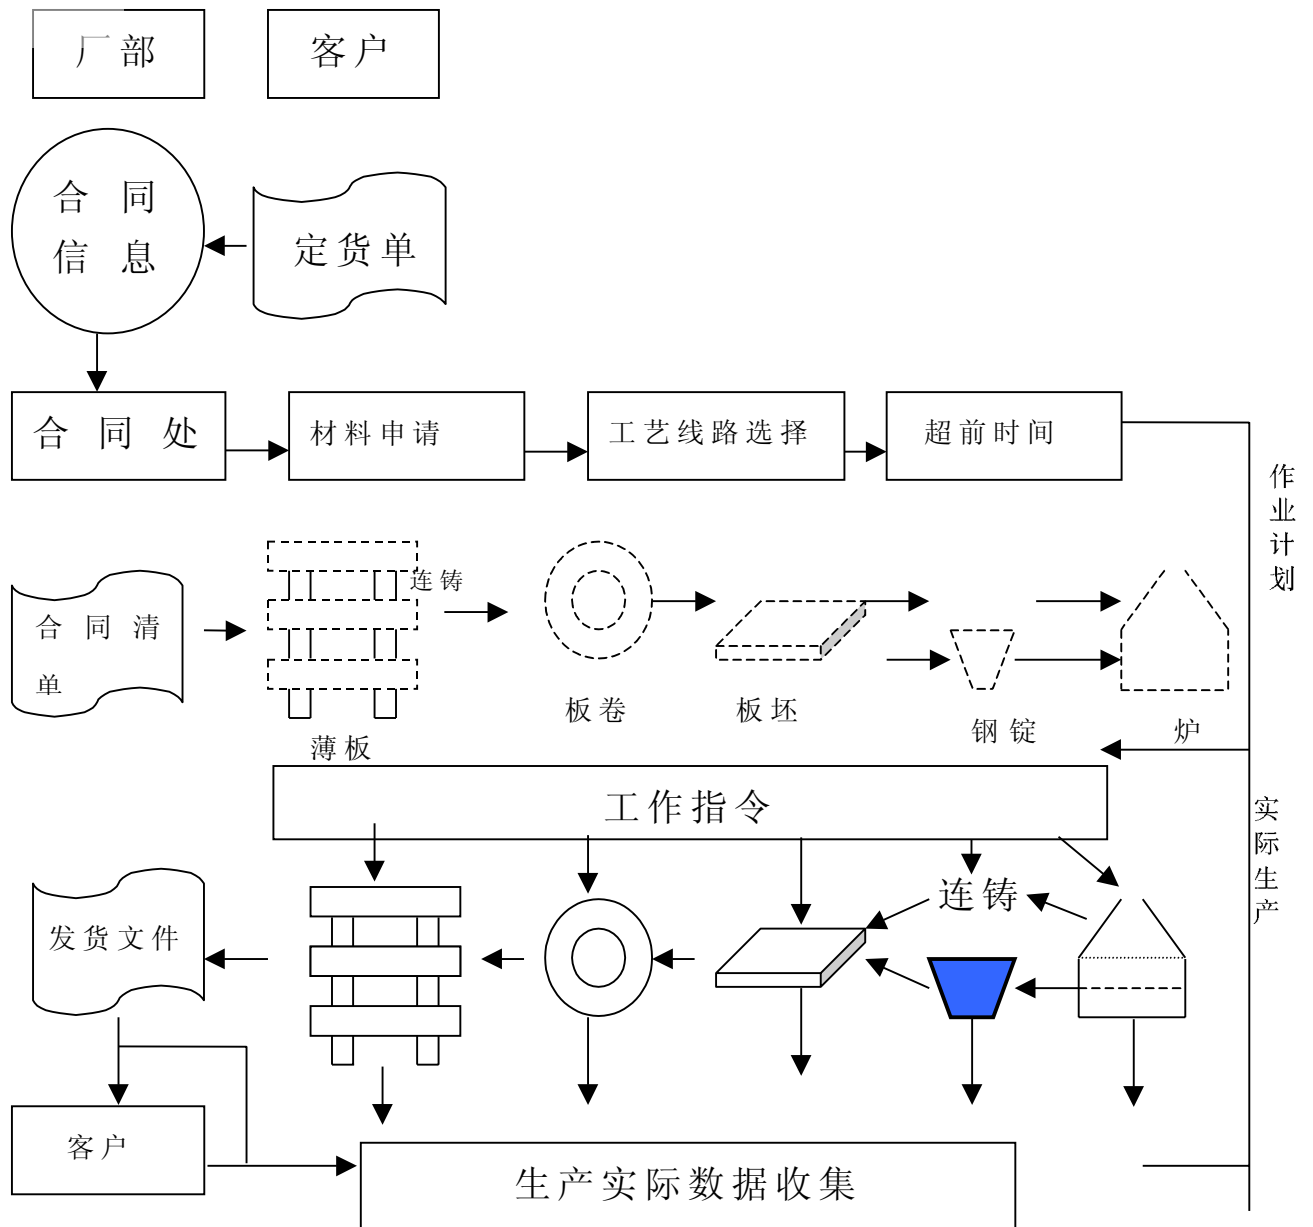 厂部
客户
合同
信息
定货单
合同处
材料申请
工艺线路选择
超前时间
作业计划
连铸
合同清
单
板卷
板坯
钢锭
炉
薄板
工作指令
实际生产
连铸
发货文件
客户
生产实际数据收集